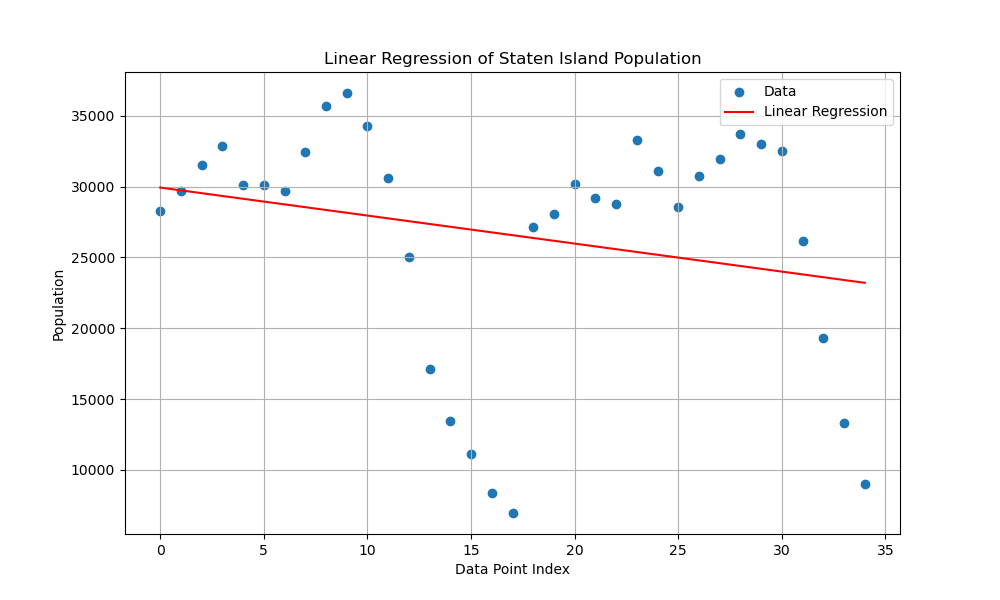 Linear Regression of Staten Island Population
Data
Linear Regression
35000
30000
25000
20000
15000
10000
Population
0 5 10 15 20 25 30 35
Data Point Index